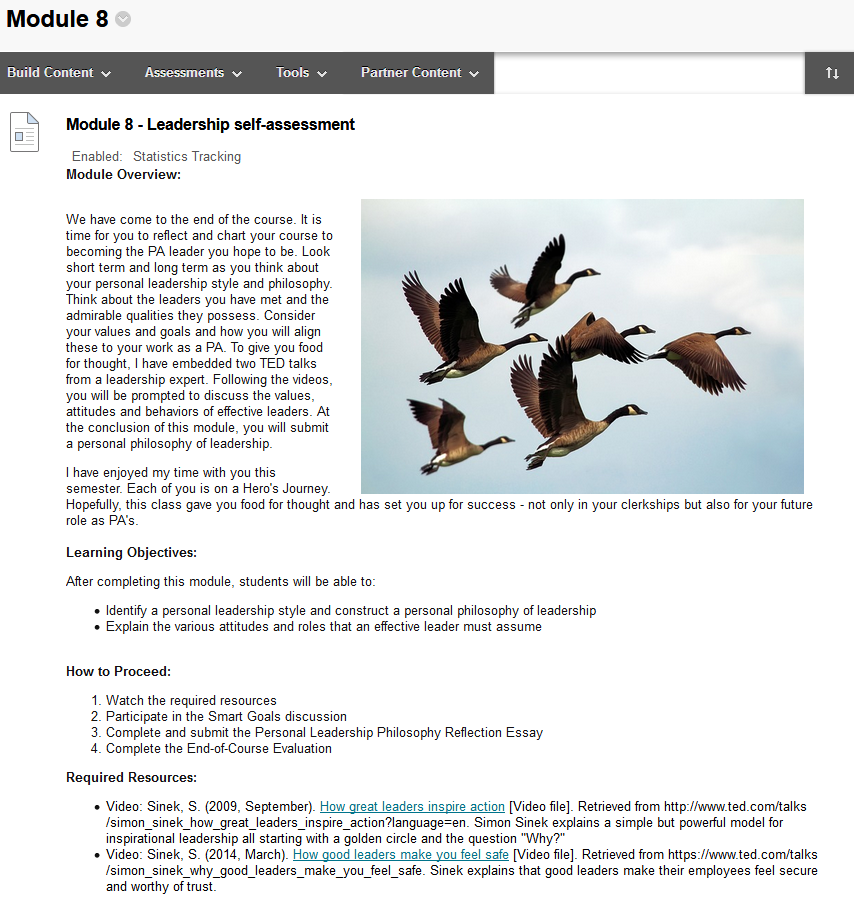 Module 8
Build Content
Assessments
Tools
Partner Content
Module 8 - Leadership self-assessment
Enabled: Statistics Tracking
Module Overview:
We have come to the end of the course. It is
time for you to reflect and chart your course to
becoming the PA leader you hope to be. Look
short term and long term as you think about
your personal leadership style and philosophy.
Think about the leaders you have met and the
admirable qualities they possess. Consider
your values and goals and how you will align
these to your work as a PA. To give you food
for thought, I have embedded two TED talks
from a leadership expert. Following the videos,
you will be prompted to discuss the values,
attitudes and behaviors of effective leaders. At
the conclusion of this module, you will submit
a personal philosophy of leadership.
I have enjoyed my time with you this
semester. Each of you is on a Hero's Journey.
Hopefully, this class gave you food for thought and has set you up for success - not only in your clerkships but also for your future
role as PA's.
Learning Objectives:
After completing this module, students will be able to:
• Identify a personal leadership style and construct a personal philosophy of leadership
• Explain the various attitudes and roles that an effective leader must assume
How to Proceed:
1. Watch the required resources
2. Participate in the Smart Goals discussion
3. Complete and submit the Personal Leadership Philosophy Reflection Essay
4. Complete the End-of-Course Evaluation
Required Resources:
• Video: Sinek, S. (2009, September). How great leaders inspire action [Video file]. Retrieved from http://www.ted.com/talks
/simon_sinek_how_great_leaders_inspire_action?language=en. Simon Sinek explains a simple but powerful model for
inspirational leadership all starting with a golden circle and the question "Why?"
• Video: Sinek, S. (2014, March). How good leaders make you feel safe [Video file]. Retrieved from https://www.ted.com/talks
/simon_sinek_why_good_leaders_make_you_feel_safe. Sinek explains that good leaders make their employees feel secure
and worthy of trust.